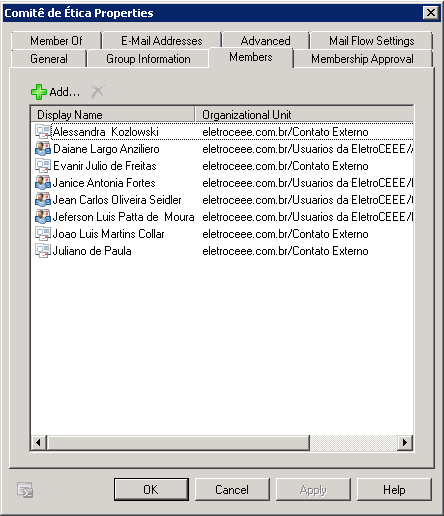 Comitê de Ética Properties
Member Of E-Mail Addresses Advanced Mail Flow Settings
General Group Information Members Membership Approval
Add...
Display Name Organizational Unit
Alessandra Kozlowski eletroceee.com.br/Contato Externo
Daiane Largo Anziliero eletroceee.com.br/Usuarios da EletroCEEE/
Evanir Julio de Freitas eletroceee.com.br/Contato Externo
Janice Antonia Fortes eletroceee.com.br/Usuarios da EletroCEEE/
Jean Carlos Oliveira Seidler eletroceee.com.br/Usuarios da EletroCEEE/
Jeferson Luis Patta de Moura eletroceee.com.br/Usuarios da EletroCEEE/
Joao Luis Martins Collar eletroceee.com.br/Contato Externo
Juliano de Paula eletroceee.com.br/Contato Externo
OK Cancel Apply Help